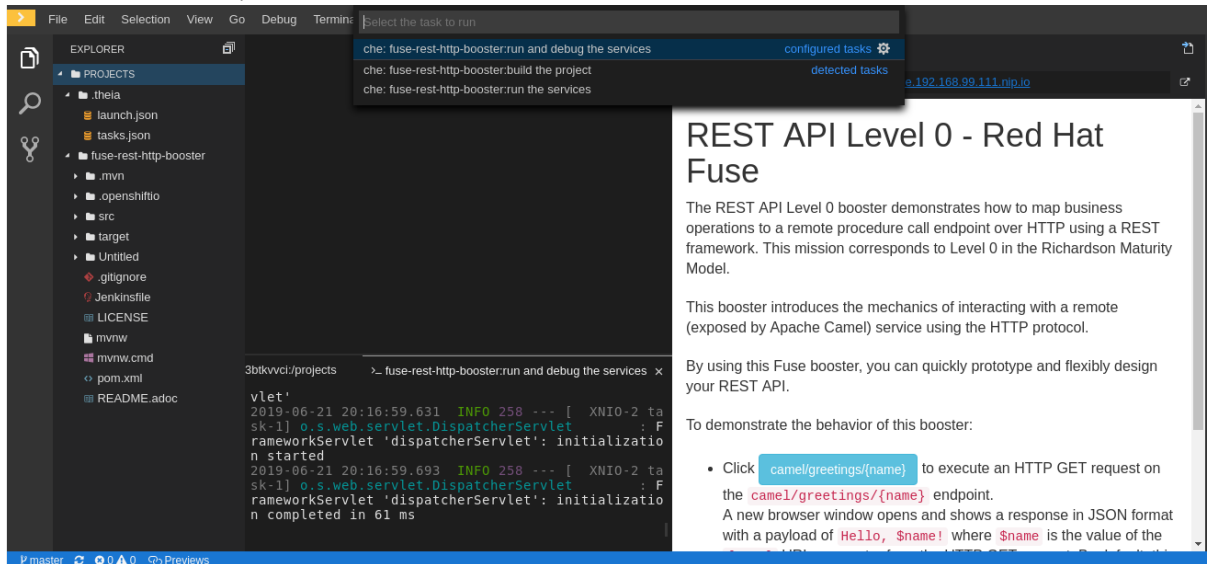 File Edit Selection View Go Debug Termina
Select the task to run
che: fuse-rest-http-booster:run and debug the services configured tasks
che: fuse-rest-http-booster:build the project detected tasks
che: fuse-rest-http-booster:run the services
EXPLORER
PROJECTS
.theia
launch.json
tasks.json
fuse-rest-http-booster
.mvn
.openshiftio
src
target
Untitled
.gitignore
Jenkinsfile
LICENSE
mvnw
mvnw.cmd
pom.xml
README.adoc
3btkvvci:/projects >_ fuse-rest-http-booster:run and debug the services ×
vlet'
2019-06-21 20:16:59.631 INFO 258 --- [ XNIO-2 ta
sk-1] o.s.web.servlet.DispatcherServlet : F
rameworkServlet 'dispatcherServlet': initializatio
n started
2019-06-21 20:16:59.693 INFO 258 --- [ XNIO-2 ta
sk-1] o.s.web.servlet.DispatcherServlet : F
rameworkServlet 'dispatcherServlet': initializatio
n completed in 61 ms
e.192.168.99.111.nip.io
REST API Level 0 - Red Hat
Fuse
The REST API Level 0 booster demonstrates how to map business
operations to a remote procedure call endpoint over HTTP using a REST
framework. This mission corresponds to Level 0 in the Richardson Maturity
Model.
This booster introduces the mechanics of interacting with a remote
(exposed by Apache Camel) service using the HTTP protocol.
By using this Fuse booster, you can quickly prototype and flexibly design
your REST API.
To demonstrate the behavior of this booster:
• Click camel/greetings/{name} to execute an HTTP GET request on
the camel/greetings/{name} endpoint.
A new browser window opens and shows a response in JSON format
with a payload of Hello, $name! where $name is the value of the
master 0 0 Previews